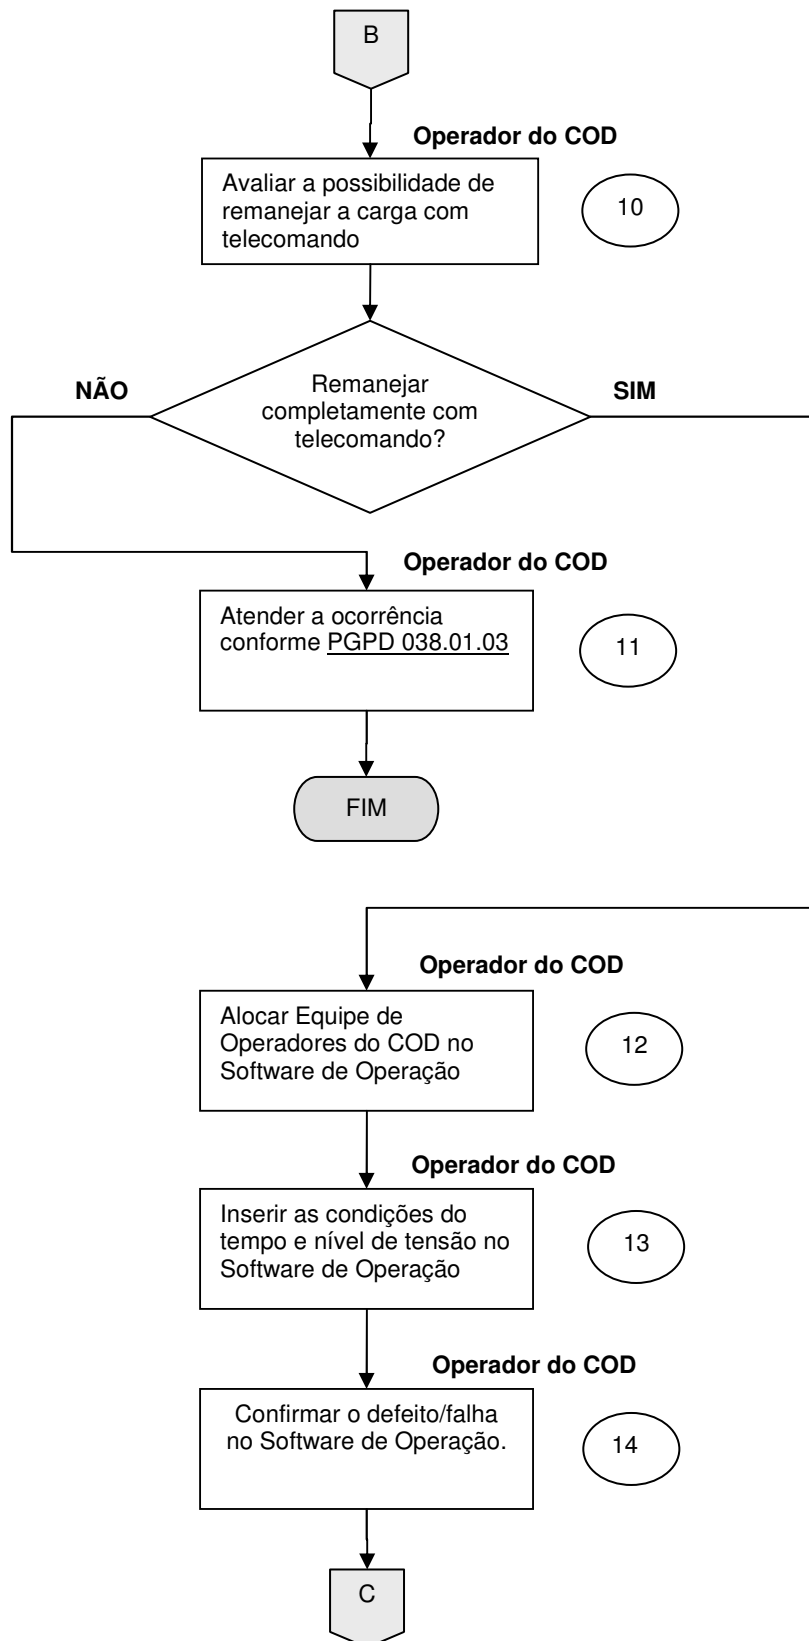 B
Operador do COD
Avaliar a possibilidade de
remanejar a carga com
telecomando
10
NÃO
Remanejar
completamente com
telecomando?
SIM
Operador do COD
Atender a ocorrência
conforme PGPD 038.01.03
11
FIM
Operador do COD
Alocar Equipe de
Operadores do COD no
Software de Operação
12
Operador do COD
Inserir as condições do
tempo e nível de tensão no
Software de Operação
13
Operador do COD
Confirmar o defeito/falha
no Software de Operação.
14
C